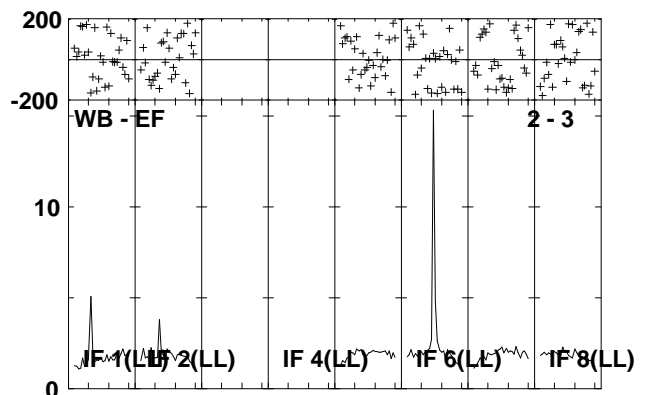 200
-200
WB - EF
2 - 3
10
IF 1(LL)
IF 2(LL)
IF 4(LL)
IF 6(LL)
IF 8(LL)
0